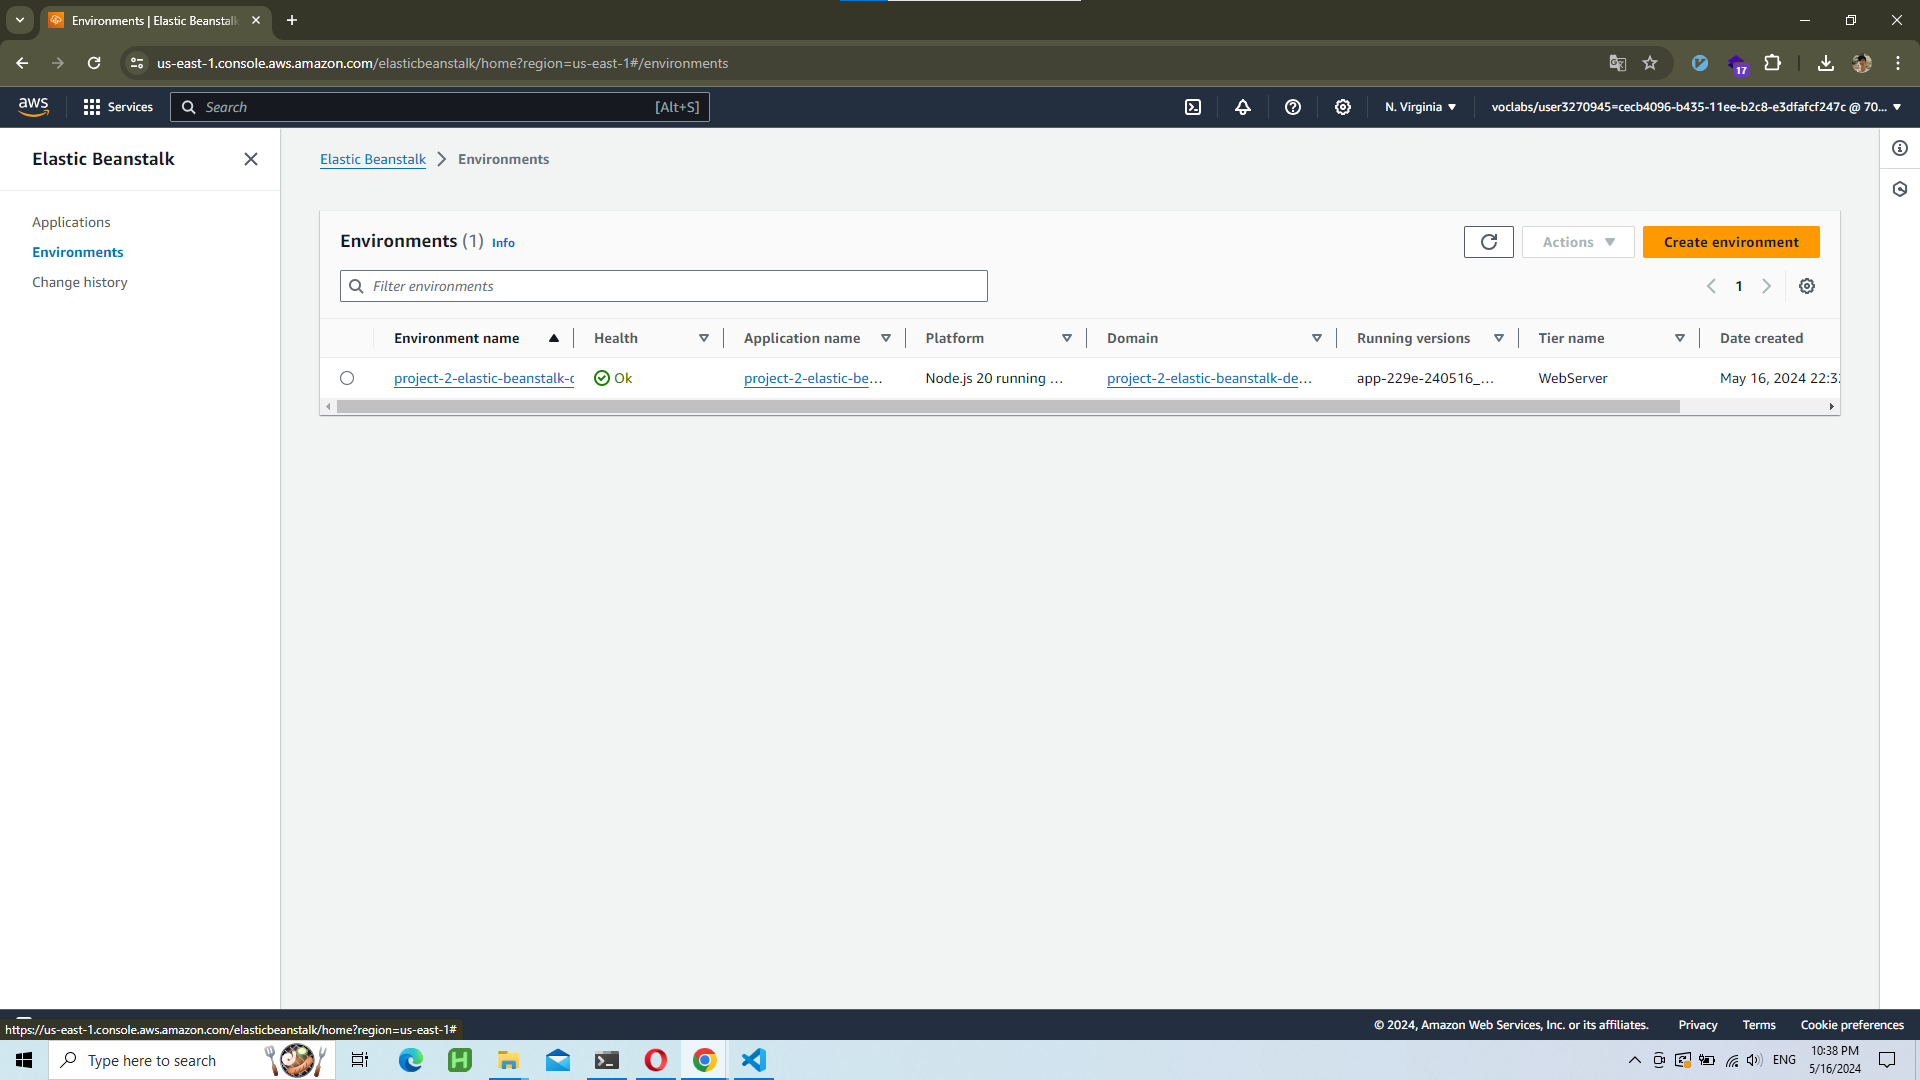 Environments | Elastic Beanstalk
us-east-1.console.aws.amazon.com/elasticbeanstalk/home?region=us-east-1#/environments
17
aws
Services
Search
[Alt+S]
N. Virginia
voclabs/user3270945=cecb4096-b435-11ee-b2c8-e3dfafcf247c @ 70...
Elastic Beanstalk
Applications
Environments
Change history
Elastic Beanstalk > Environments
Environments (1) Info
Actions
Create environment
Filter environments
1
Environment name Health Application name Platform Domain Running versions Tier name Date created
project-2-elastic-beanstalk- Ok project-2-elastic-be... Node.js 20 running ... project-2-elastic-beanstalk-de... app-229e-240516_... WebServer May 16, 2024 22:3
https://us-east-1.console.aws.amazon.com/elasticbeanstalk/home?region=us-east-1#
© 2024, Amazon Web Services, Inc. or its affiliates.
Privacy
Terms
Cookie preferences
Type here to search
ENG
10:38 PM
5/16/2024